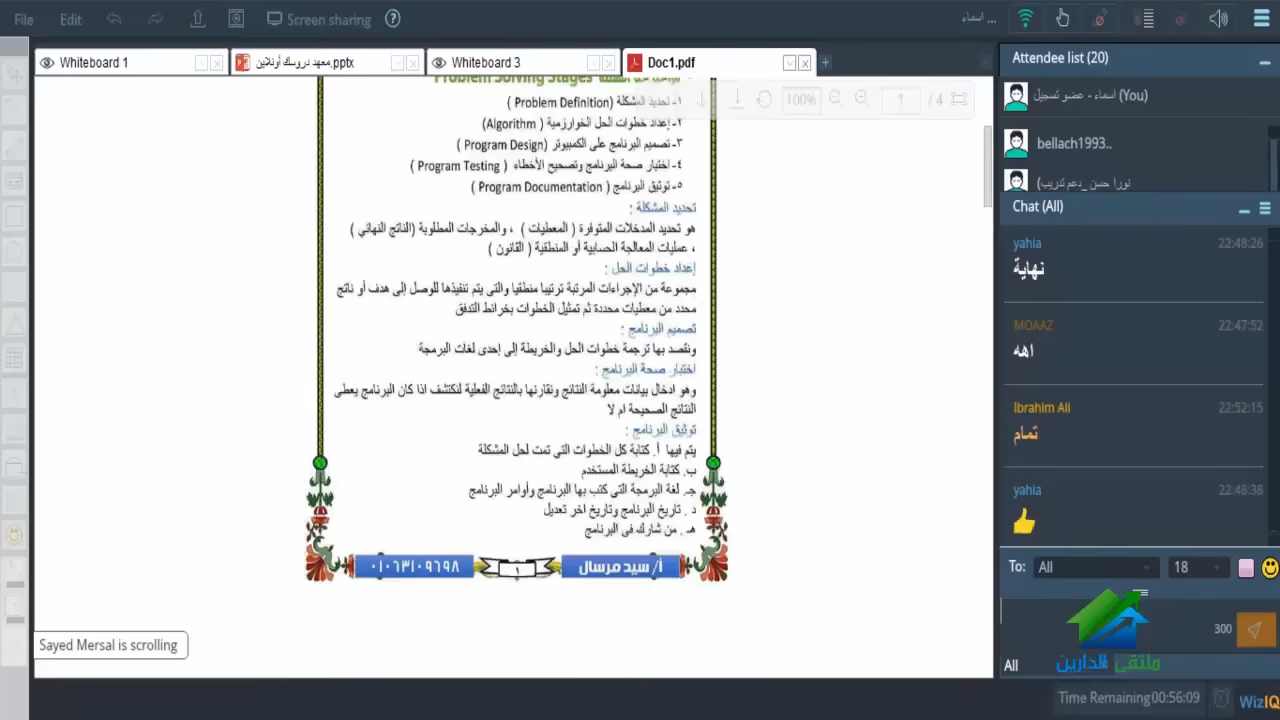 File Edit Screen sharing
اسماء ...
Whiteboard 1
معهد دروسك أونلاين.pptx
Whiteboard 3
Doc1.pdf
100% 1 / 4
Problem Solving Stages
١- تحديد المشكلة (Problem Definition )
٢- إعداد خطوات الحل الخوارزمية ( Algorithm)
٣- تصميم البرنامج على الكمبيوتر (Program Design )
٤- اختبار صحة البرنامج وتصحيح الأخطاء ( Program Testing )
٥- توثيق البرنامج ( Program Documentation )
تحديد المشكلة :
هو تحديد المدخلات المتوفرة ( المعطيات ) ، والمخرجات المطلوبة (الناتج النهائي )
، عمليات المعالجة الحسابية أو المنطقية ( القانون )
إعداد خطوات الحل :
مجموعة من الإجراءات المرتبة ترتيبا منطقيا والتى يتم تنفيذها للوصل إلى هدف أو ناتج
محدد من معطيات محددة ثم تمثيل الخطوات بخرائط التدفق
تصميم البرنامج :
ونقصد بها ترجمة خطوات الحل والخريطة إلى إحدى لغات البرمجة
اختبار صحة البرنامج :
وهو ادخال بيانات معلومة النتائج ونقارنها بالنتائج الفعلية لنكتشف اذا كان البرنامج يعطى
النتائج الصحيحة ام لا
توثيق البرنامج :
يتم فيها أ. كتابة كل الخطوات التى تمت لحل المشكلة
ب. كتابة الخريطة المستخدم
جـ. لغة البرمجة التى كتب بها البرنامج وأوامر البرنامج
د . تاريخ البرنامج وتاريخ اخر تعديل
هـ . من شارك فى البرنامج
أ/ سيد مرسال
١
٠١٠٦٣١٠٩٦٩٨
Sayed Mersal is scrolling
Attendee list (20)
اسماء - عضو تسجيل (You)
bellach1993..
نورا حسن _دعم تدريب)
Chat (All)
yahia 22:48:26
نهاية
MOAAZ 22:47:52
اهه
Ibrahim Ali 22:52:15
تمام
yahia 22:48:38
To: All 18
300
All
ملتقى الدارين
Time Remaining 00:56:09
WizIQ